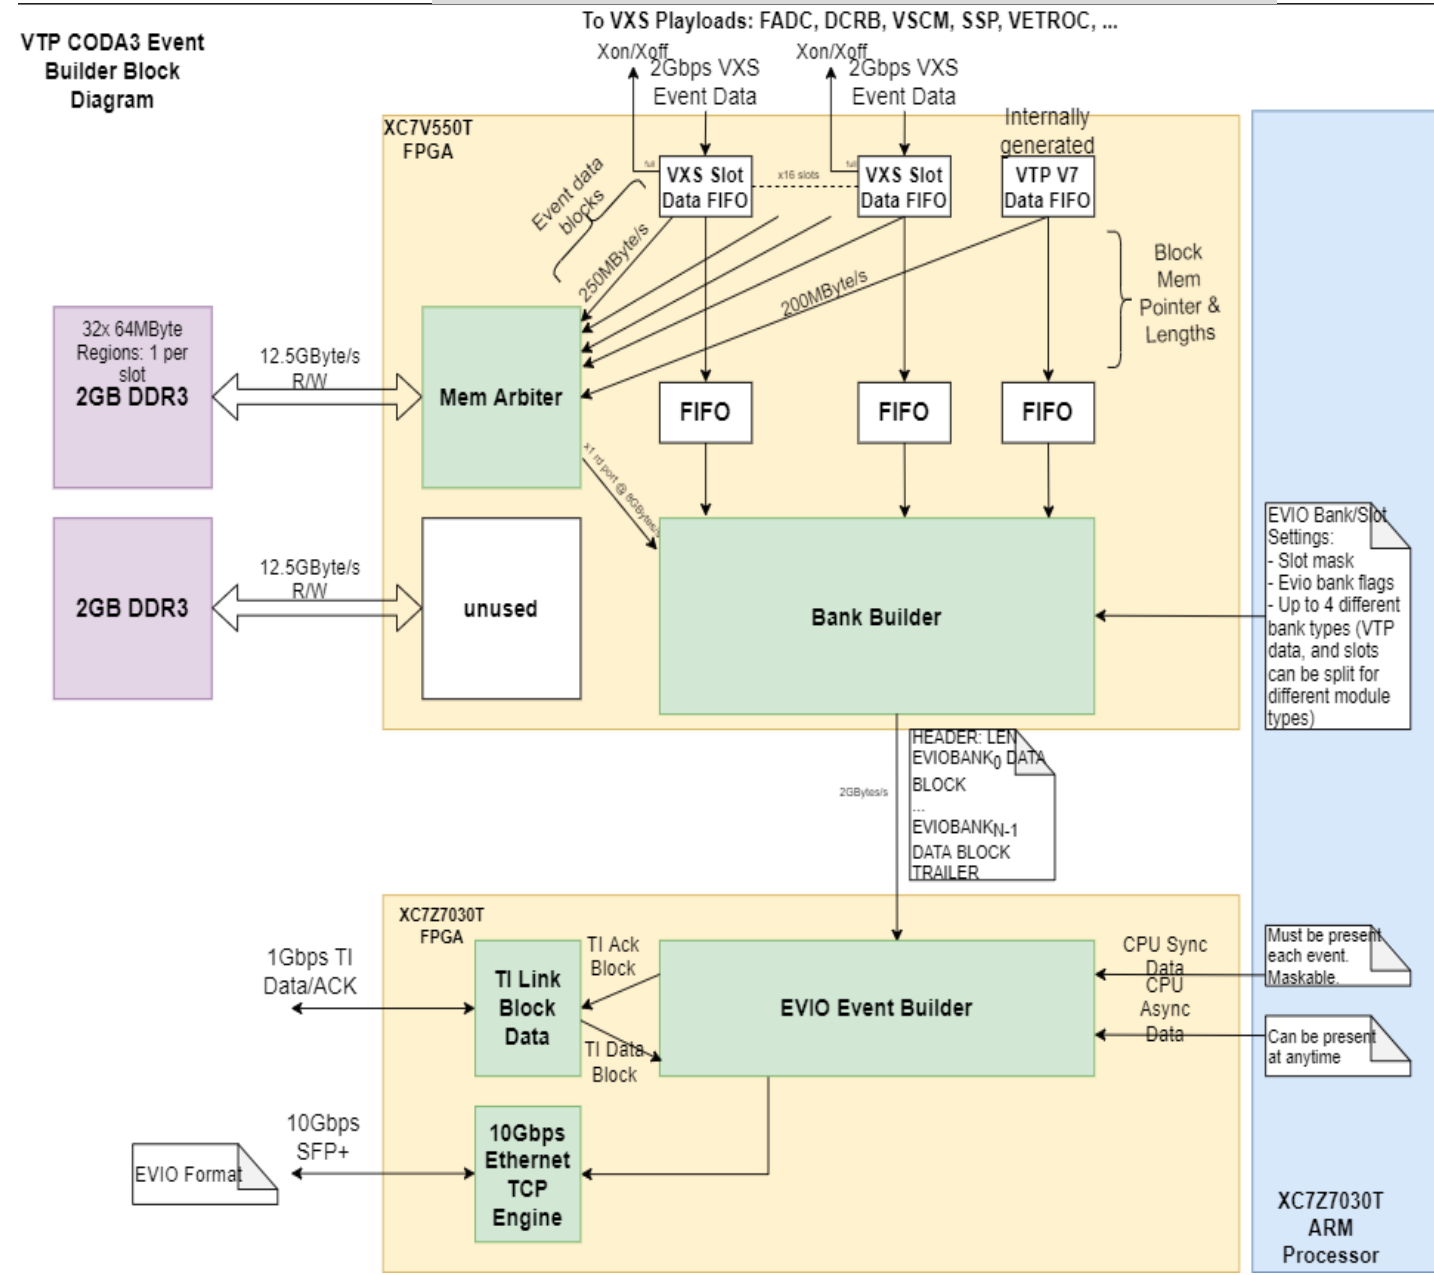 To VXS Playloads: FADC, DCRB, VSCM, SSP, VETROC, ...
VTP CODA3 Event
Builder Block
Diagram
Xon/Xoff
2Gbps VXS
Event Data
Xon/Xoff
2Gbps VXS
Event Data
Internally
generated
XC7V550T
FPGA
full
VXS Slot
Data FIFO
x16 slots
full
VXS Slot
Data FIFO
VTP V7
Data FIFO
Event data
blocks
250MByte/s
200MByte/s
Block
Mem
Pointer &
Lengths
32x 64MByte
Regions: 1 per
slot
2GB DDR3
12.5GByte/s
R/W
Mem Arbiter
FIFO
FIFO
FIFO
x1 rd port @ 8GBytes/s
2GB DDR3
12.5GByte/s
R/W
unused
Bank Builder
EVIO Bank/Slot
Settings:
- Slot mask
- Evio bank flags
- Up to 4 different
bank types (VTP
data, and slots
can be split for
different module
types)
2GBytes/s
HEADER: LEN
EVIOBANK0 DATA
BLOCK
...
EVIOBANKN-1
DATA BLOCK
TRAILER
XC7Z7030T
FPGA
1Gbps TI
Data/ACK
TI Link
Block
Data
TI Ack
Block
TI Data
Block
EVIO Event Builder
CPU Sync
Data
CPU
Async
Data
Must be present
each event.
Maskable.
Can be present
at anytime
EVIO Format
10Gbps
SFP+
10Gbps
Ethernet
TCP
Engine
XC7Z7030T
ARM
Processor